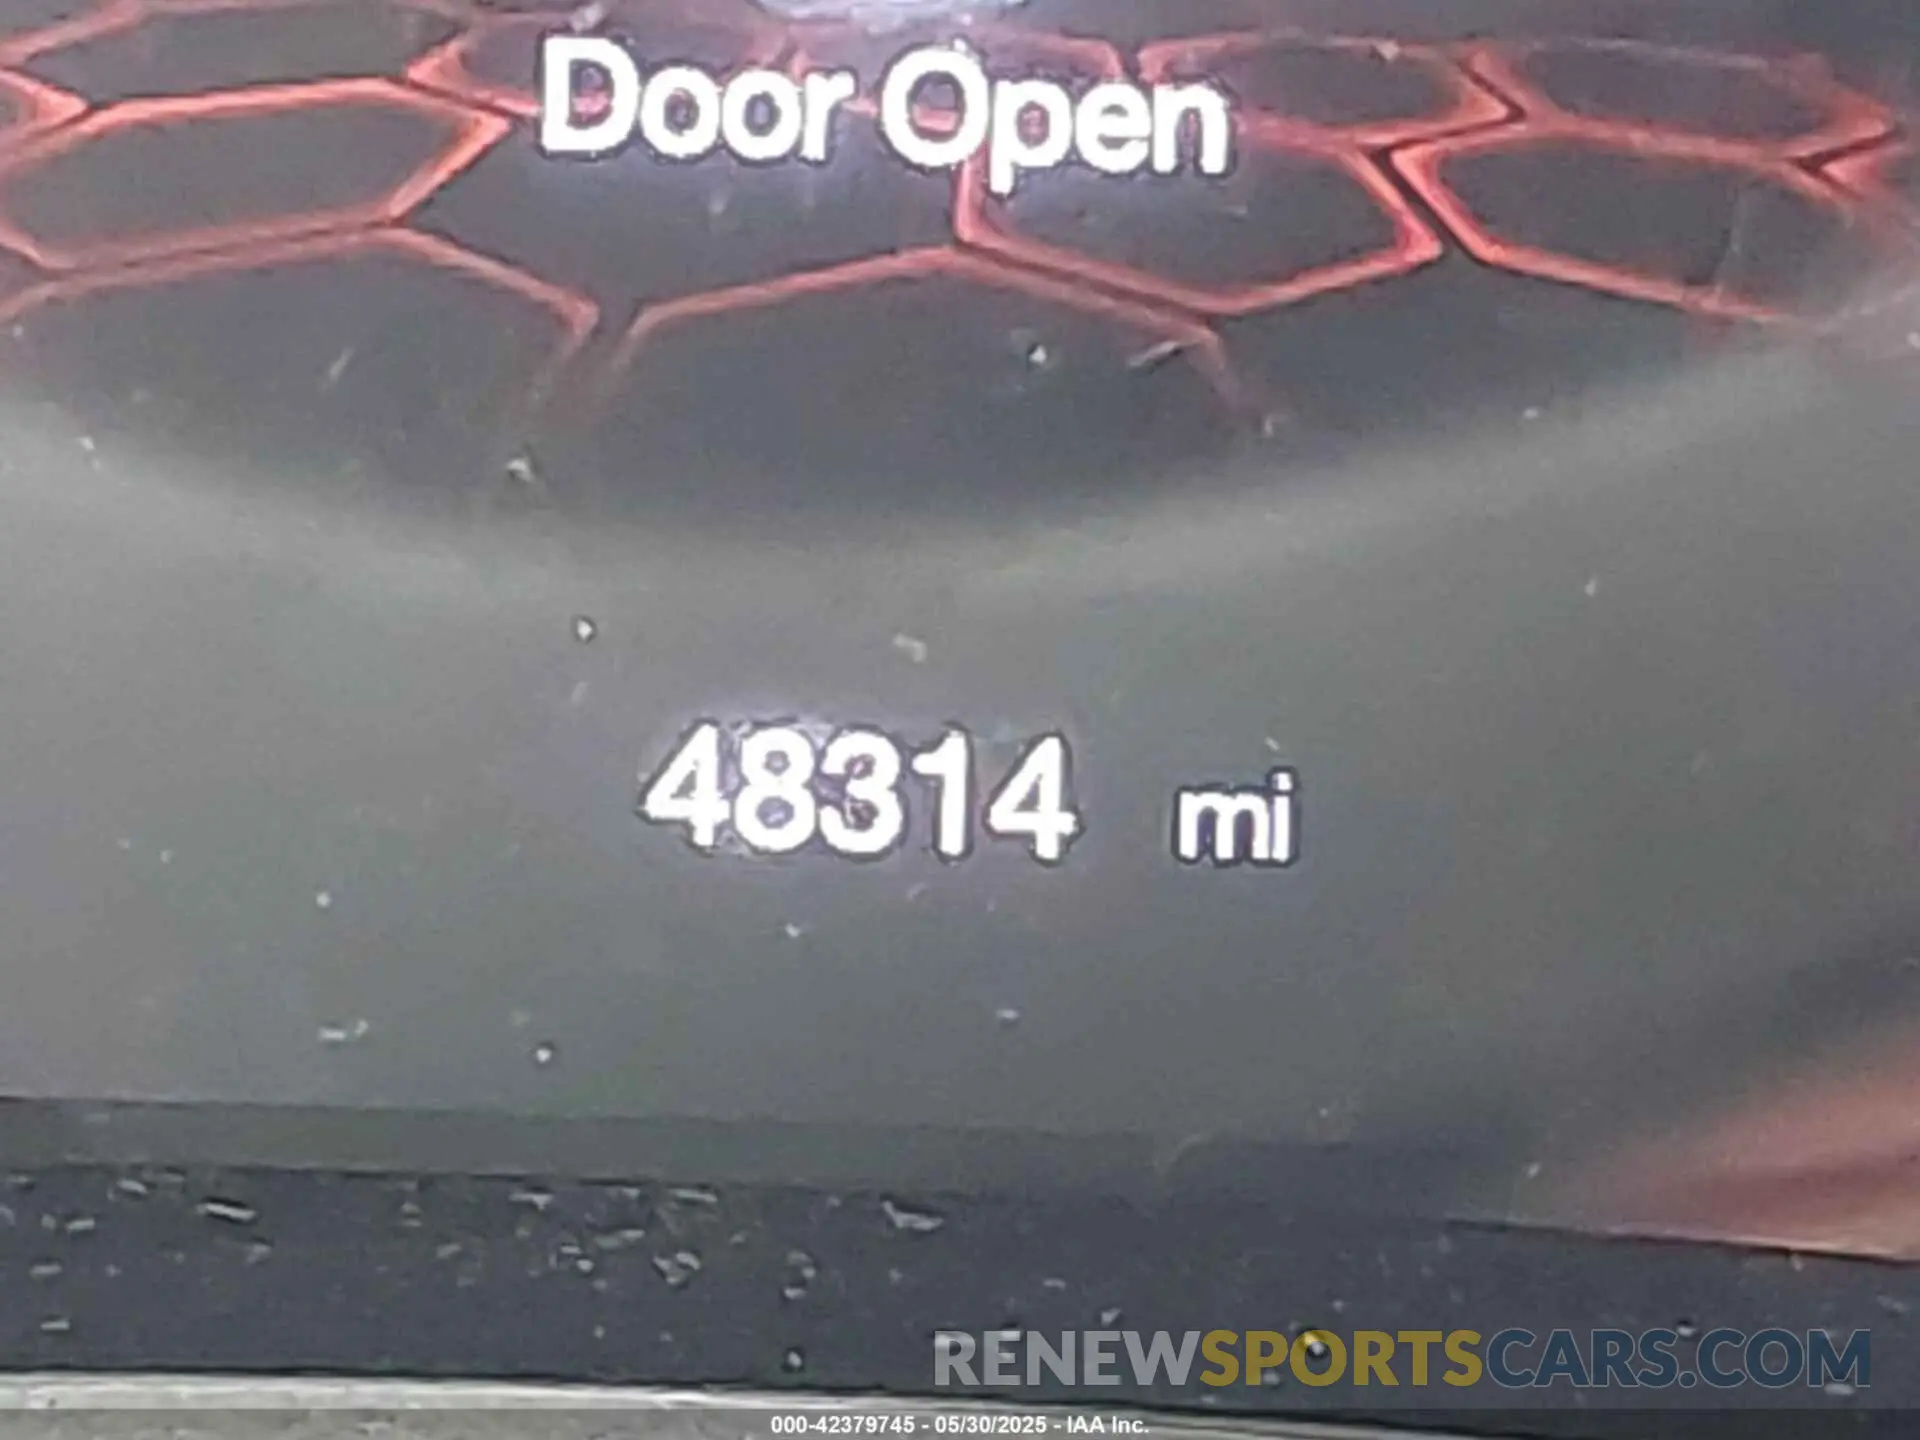 Door Open
48314 mi
RENEWSPORTSCARS.COM
000-42379745 - 05/30/2025 - IAA Inc.